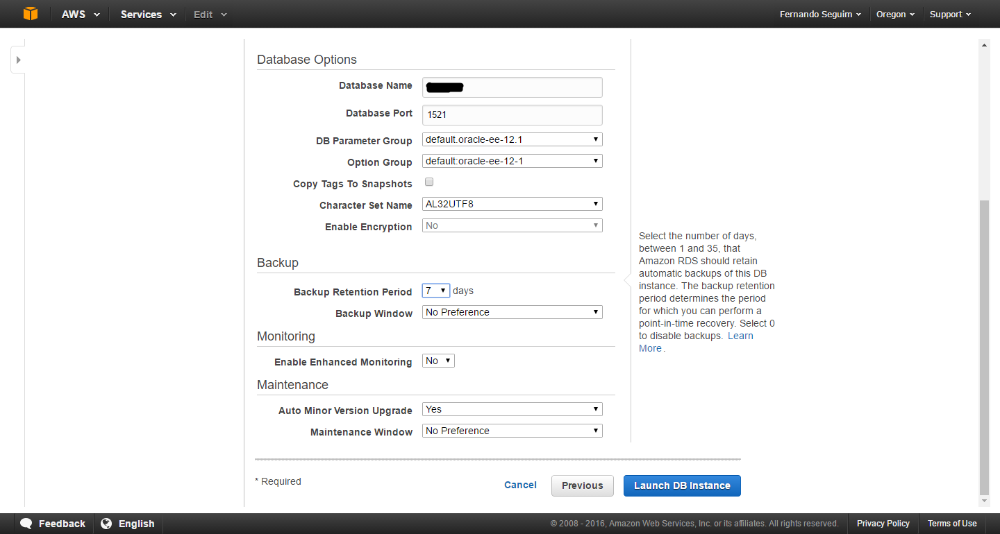 AWS Services Edit Fernando Seguim Oregon Support
Database Options
Database Name
Database Port 1521
DB Parameter Group default.oracle-ee-12.1
Option Group default:oracle-ee-12-1
Copy Tags To Snapshots
Character Set Name AL32UTF8
Enable Encryption No
Backup
Backup Retention Period 7 days
Backup Window No Preference
Monitoring
Enable Enhanced Monitoring No
Maintenance
Auto Minor Version Upgrade Yes
Maintenance Window No Preference
Select the number of days,
between 1 and 35, that
Amazon RDS should retain
automatic backups of this DB
instance. The backup retention
period determines the period
for which you can perform a
point-in-time recovery. Select 0
to disable backups. Learn
More.
* Required
Cancel Previous Launch DB Instance
Feedback English © 2008 - 2016, Amazon Web Services, Inc. or its affiliates. All rights reserved. Privacy Policy Terms of Use